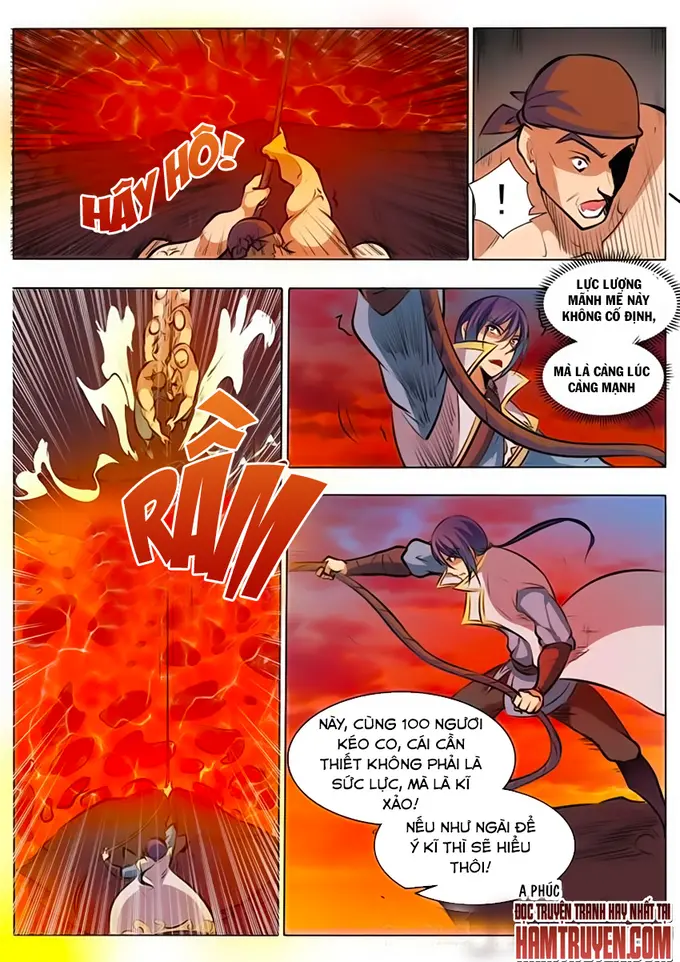 HÂY HÔ!
!
LỰC LƯỢNG
MÃNH MẼ NÀY
KHÔNG CỐ ĐỊNH,
MÀ LÀ CÀNG LÚC
CÀNG MẠNH
RẦM
NÀY, CÙNG 100 NGƯƠI
KÉO CO, CÁI CẦN
THIẾT KHÔNG PHẢI LÀ
SỨC LỰC, MÀ LÀ KĨ
XẢO!
NẾU NHƯ NGÀI ĐỂ
Ý KĨ THÌ SẼ HIỂU
THÔI!
A PHÚC
ĐỌC TRUYỆN TRANH HAY NHẤT TẠI
HAMTRUYEN.COM